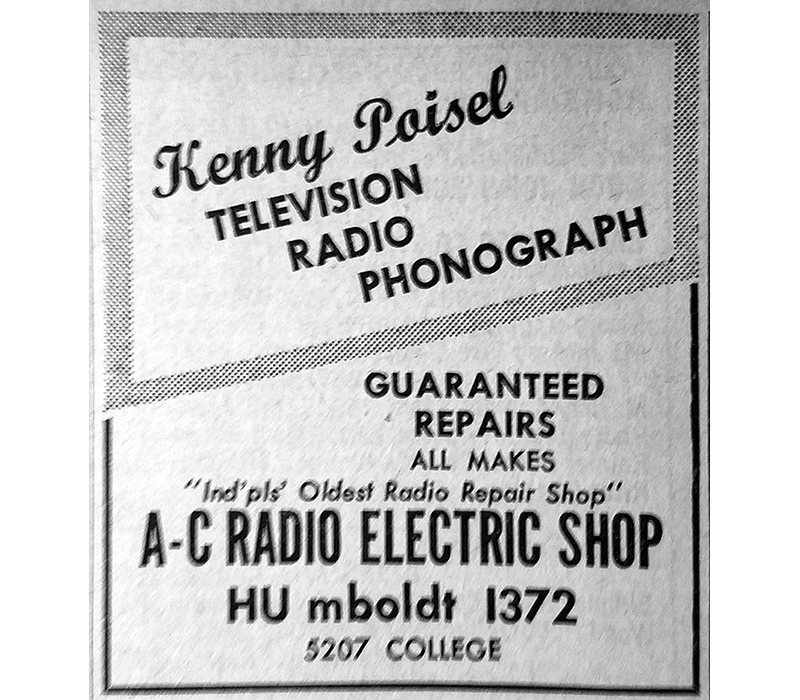 Kenny Poisel
TELEVISION
RADIO
PHONOGRAPH
GUARANTEED
REPAIRS
ALL MAKES
"Ind'pls' Oldest Radio Repair Shop"
A-C RADIO ELECTRIC SHOP
HU mboldt 1372
5207 COLLEGE